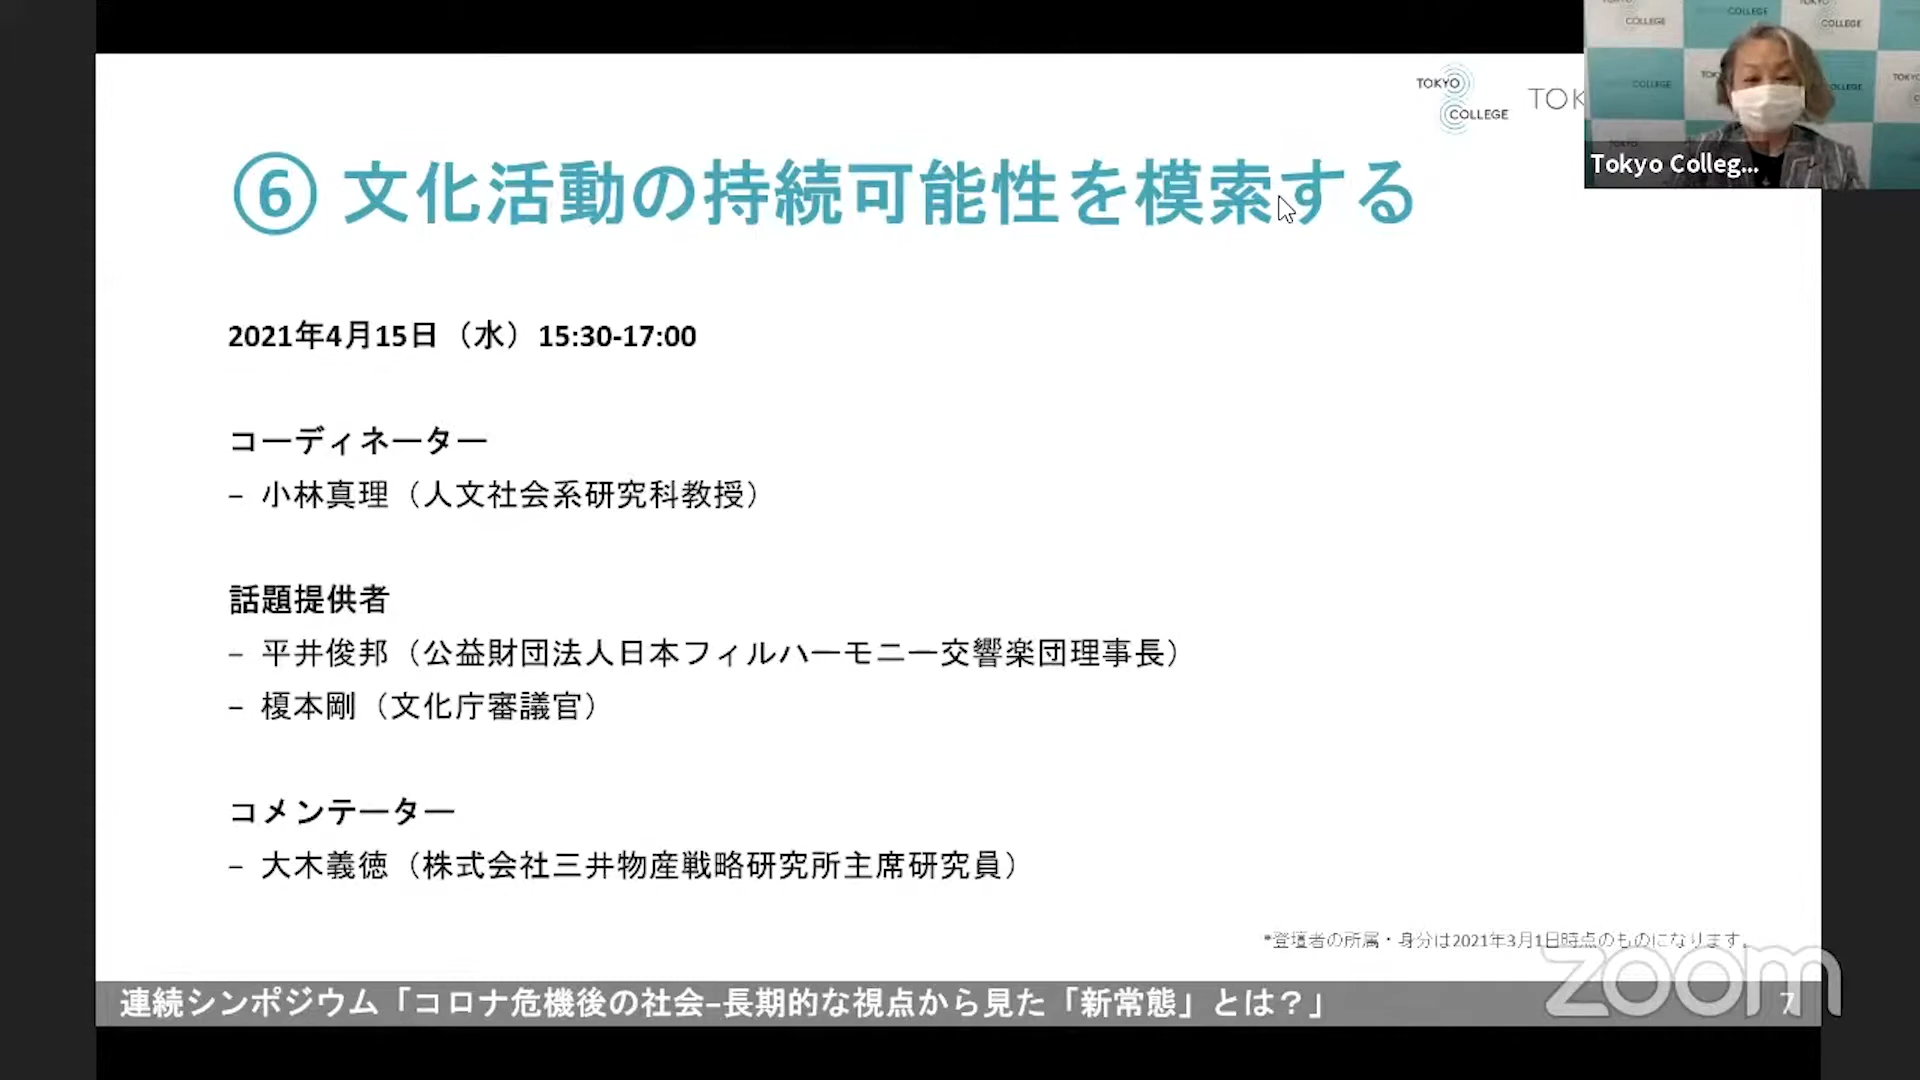 TOKYO
COLLEGE
TOK
⑥ 文化活動の持続可能性を模索する
2021年4月15日（水）15:30-17:00
コーディネーター
– 小林真理（人文社会系研究科教授）
話題提供者
– 平井俊邦（公益財団法人日本フィルハーモニー交響楽団理事長）
– 榎本剛（文化庁審議官）
コメンテーター
– 大木義徳（株式会社三井物産戦略研究所主席研究員）
*登壇者の所属・身分は2021年3月1日時点のものになります。
連続シンポジウム「コロナ危機後の社会–長期的な視点から見た「新常態」とは？」
7
zoom
Tokyo Colleg...
COLLEGE
COLLEGE
COLLEGE
COLLEGE